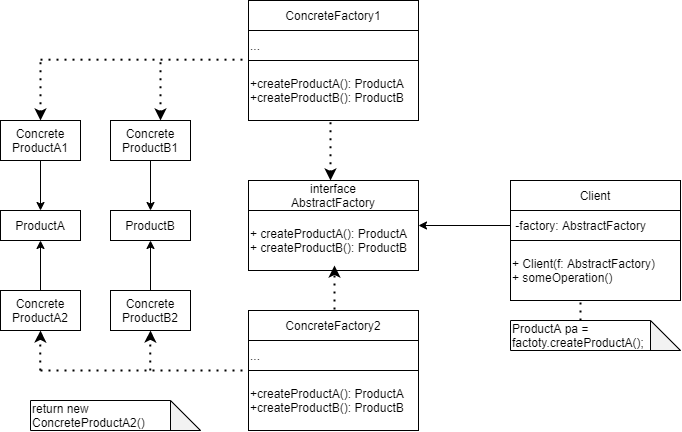 ConcreteFactory1
...
+createProductA(): ProductA
+createProductB(): ProductB
Concrete
ProductA1
Concrete
ProductB1
ProductA
ProductB
interface
AbstractFactory
+ createProductA(): ProductA
+ createProductB(): ProductB
Client
-factory: AbstractFactory
+ Client(f: AbstractFactory)
+ someOperation()
Concrete
ProductA2
Concrete
ProductB2
ConcreteFactory2
...
+createProductA(): ProductA
+createProductB(): ProductB
ProductA pa =
factoty.createProductA();
return new
ConcreteProductA2()